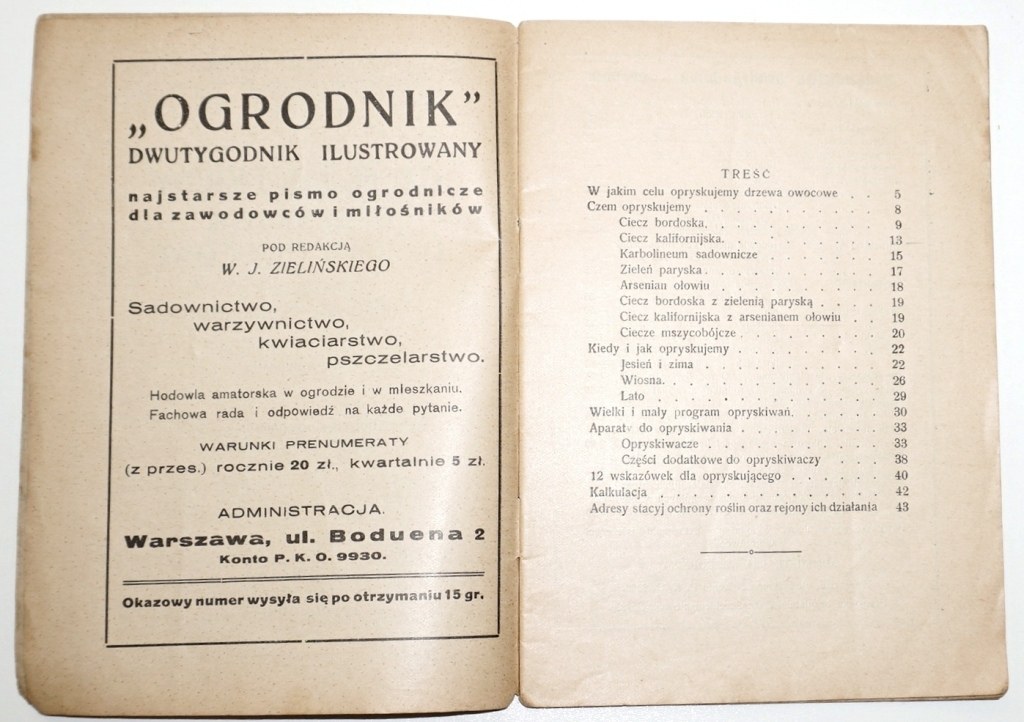 „OGRODNIK”
DWUTYGODNIK ILUSTROWANY
najstarsze pismo ogrodnicze
dla zawodowców i miłośników
POD REDAKCJĄ
W. J. ZIELIŃSKIEGO
Sadownictwo,
warzywnictwo,
kwiaciarstwo,
pszczelarstwo.
Hodowla amatorska w ogrodzie i w mieszkaniu.
Fachowa rada i odpowiedź na każde pytanie.
WARUNKI PRENUMERATY
(z przes.) rocznie 20 zł., kwartalnie 5 zł.
ADMINISTRACJA.
Warszawa, ul. Boduena 2
Konto P. K. O. 9930.
Okazowy numer wysyła się po otrzymaniu 15 gr.
TREŚĆ
W jakim celu opryskujemy drzewa owocowe . . 5
Czem opryskujemy . . . . . . . . . . . 8
Ciecz bordoska. . . . . . . . . . . 9
Ciecz kalifornijska. . . . . . . . . . 13
Karbolineum sadownicze . . . . . . . . 15
Zieleń paryska . . . . . . . . . . . 17
Arsenian ołowiu . . . . . . . . . . 18
Ciecz bordoska z zielenią paryską . . . . 19
Ciecz kalifornijska z arsenianem ołowiu . . 19
Ciecze mszycobójcze . . . . . . . . . 20
Kiedy i jak opryskujemy . . . . . . . . . 22
Jesień i zima . . . . . . . . . . . 22
Wiosna. . . . . . . . . . . . . 26
Lato . . . . . . . . . . . . . 29
Wielki i mały program opryskiwań. . . . . . 30
Aparaty do opryskiwania . . . . . . . . . 33
Opryskiwacze . . . . . . . . . . . 33
Części dodatkowe do opryskiwaczy . . . 38
12 wskazówek dla opryskującego . . . . . . 40
Kalkulacja . . . . . . . . . . . . . . 42
Adresy stacyj ochrony roślin oraz rejony ich działania 43